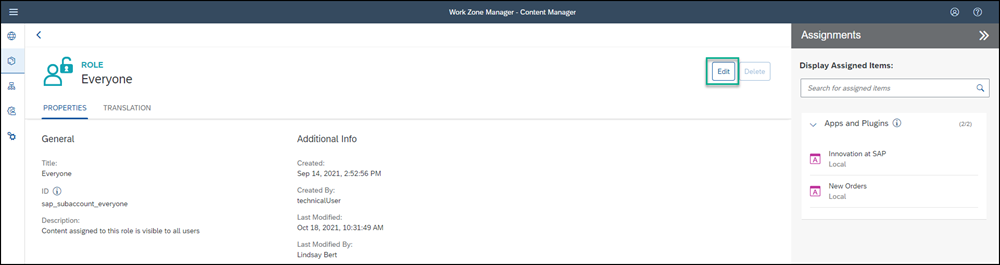 Work Zone Manager - Content Manager
ROLE
Everyone
Edit
Delete
PROPERTIES
TRANSLATION
General
Title:
Everyone
ID
sap_subaccount_everyone
Description:
Content assigned to this role is visible to all users
Additional Info
Created:
Sep 14, 2021, 2:52:56 PM
Created By:
technicalUser
Last Modified:
Oct 18, 2021, 10:31:49 AM
Last Modified By:
Lindsay Bert
Assignments
Display Assigned Items:
Search for assigned items
Apps and Plugins (2/2)
A
Innovation at SAP
Local
A
New Orders
Local